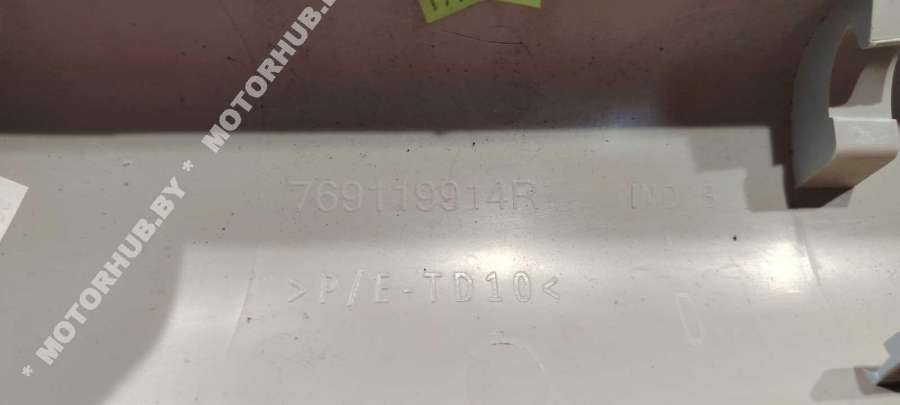 * MOTORHUB.BY * MOTORHUB.BY
769119914R IND B
>P/E-TD10<